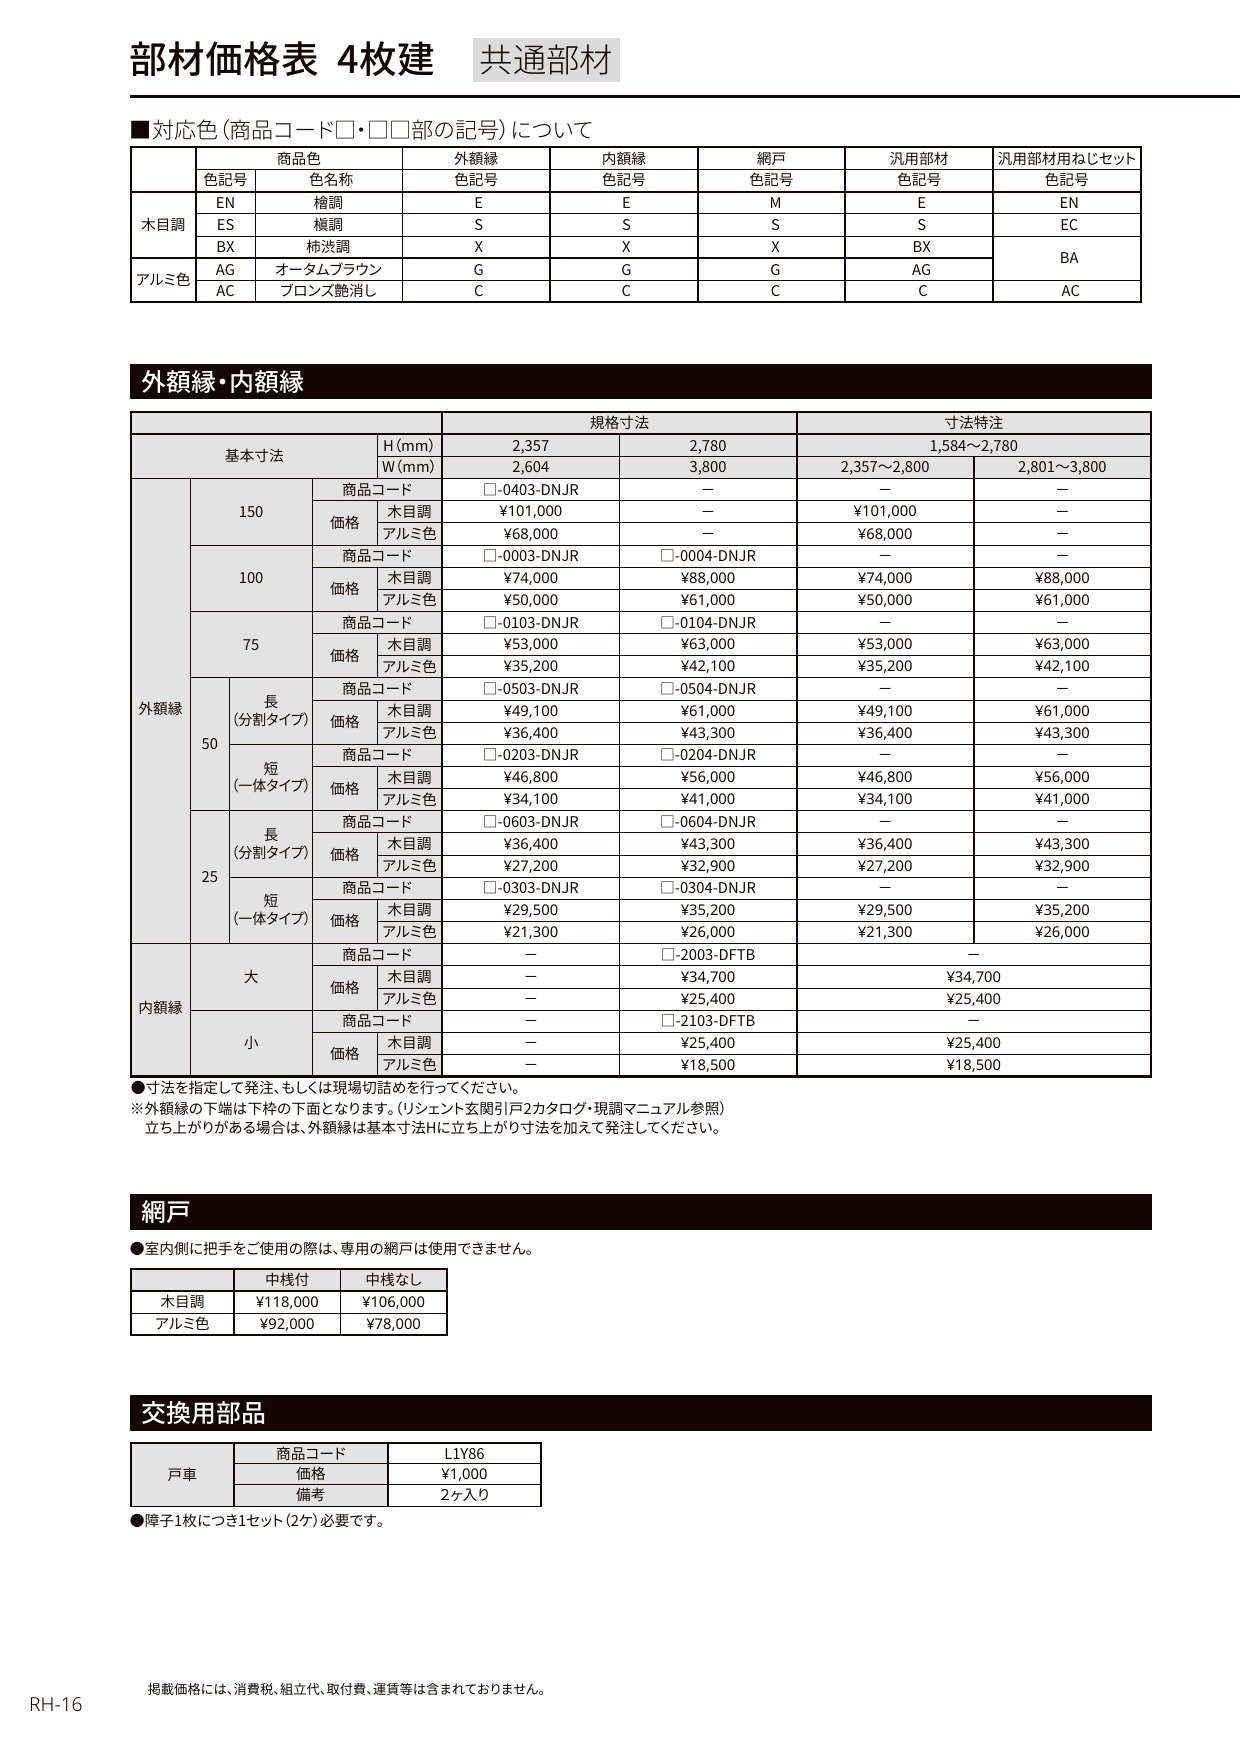 部材価格表 4枚建 共通部材
■対応色(商品コード□・□□部の記号)について
商品色 外額縁 内額縁 網戸 汎用部材 汎用部材用ねじセット
色記号 色名称 色記号 色記号 色記号 色記号 色記号
木目調 EN 檜調 E E M E EN
ES 槇調 S S S S EC
BX 柿渋調 X X X BX BA
アルミ色 AG オータムブラウン G G G AG
AC ブロンズ艶消し C C C C AC
外額縁・内額縁
規格寸法 寸法特注
基本寸法 H(mm) 2,357 2,780 1,584〜2,780
W(mm) 2,604 3,800 2,357〜2,800 2,801〜3,800
外額縁 150 商品コード □-0403-DNJR － － －
価格 木目調 ¥101,000 － ¥101,000 －
アルミ色 ¥68,000 － ¥68,000 －
100 商品コード □-0003-DNJR □-0004-DNJR － －
価格 木目調 ¥74,000 ¥88,000 ¥74,000 ¥88,000
アルミ色 ¥50,000 ¥61,000 ¥50,000 ¥61,000
75 商品コード □-0103-DNJR □-0104-DNJR － －
価格 木目調 ¥53,000 ¥63,000 ¥53,000 ¥63,000
アルミ色 ¥35,200 ¥42,100 ¥35,200 ¥42,100
50 長(分割タイプ) 商品コード □-0503-DNJR □-0504-DNJR － －
価格 木目調 ¥49,100 ¥61,000 ¥49,100 ¥61,000
アルミ色 ¥36,400 ¥43,300 ¥36,400 ¥43,300
短(一体タイプ) 商品コード □-0203-DNJR □-0204-DNJR － －
価格 木目調 ¥46,800 ¥56,000 ¥46,800 ¥56,000
アルミ色 ¥34,100 ¥41,000 ¥34,100 ¥41,000
25 長(分割タイプ) 商品コード □-0603-DNJR □-0604-DNJR － －
価格 木目調 ¥36,400 ¥43,300 ¥36,400 ¥43,300
アルミ色 ¥27,200 ¥32,900 ¥27,200 ¥32,900
短(一体タイプ) 商品コード □-0303-DNJR □-0304-DNJR － －
価格 木目調 ¥29,500 ¥35,200 ¥29,500 ¥35,200
アルミ色 ¥21,300 ¥26,000 ¥21,300 ¥26,000
内額縁 大 商品コード － □-2003-DFTB －
価格 木目調 － ¥34,700 ¥34,700
アルミ色 － ¥25,400 ¥25,400
小 商品コード － □-2103-DFTB －
価格 木目調 － ¥25,400 ¥25,400
アルミ色 － ¥18,500 ¥18,500
●寸法を指定して発注、もしくは現場切詰めを行ってください。
※外額縁の下端は下枠の下面となります。(リシェント玄関引戸2カタログ・現調マニュアル参照)
立ち上がりがある場合は、外額縁は基本寸法Hに立ち上がり寸法を加えて発注してください。
網戸
●室内側に把手をご使用の際は、専用の網戸は使用できません。
中桟付 中桟なし
木目調 ¥118,000 ¥106,000
アルミ色 ¥92,000 ¥78,000
交換用部品
戸車 商品コード L1Y86
価格 ¥1,000
備考 2ヶ入り
●障子1枚につき1セット(2ケ)必要です。
掲載価格には、消費税、組立代、取付費、運賃等は含まれておりません。
RH-16